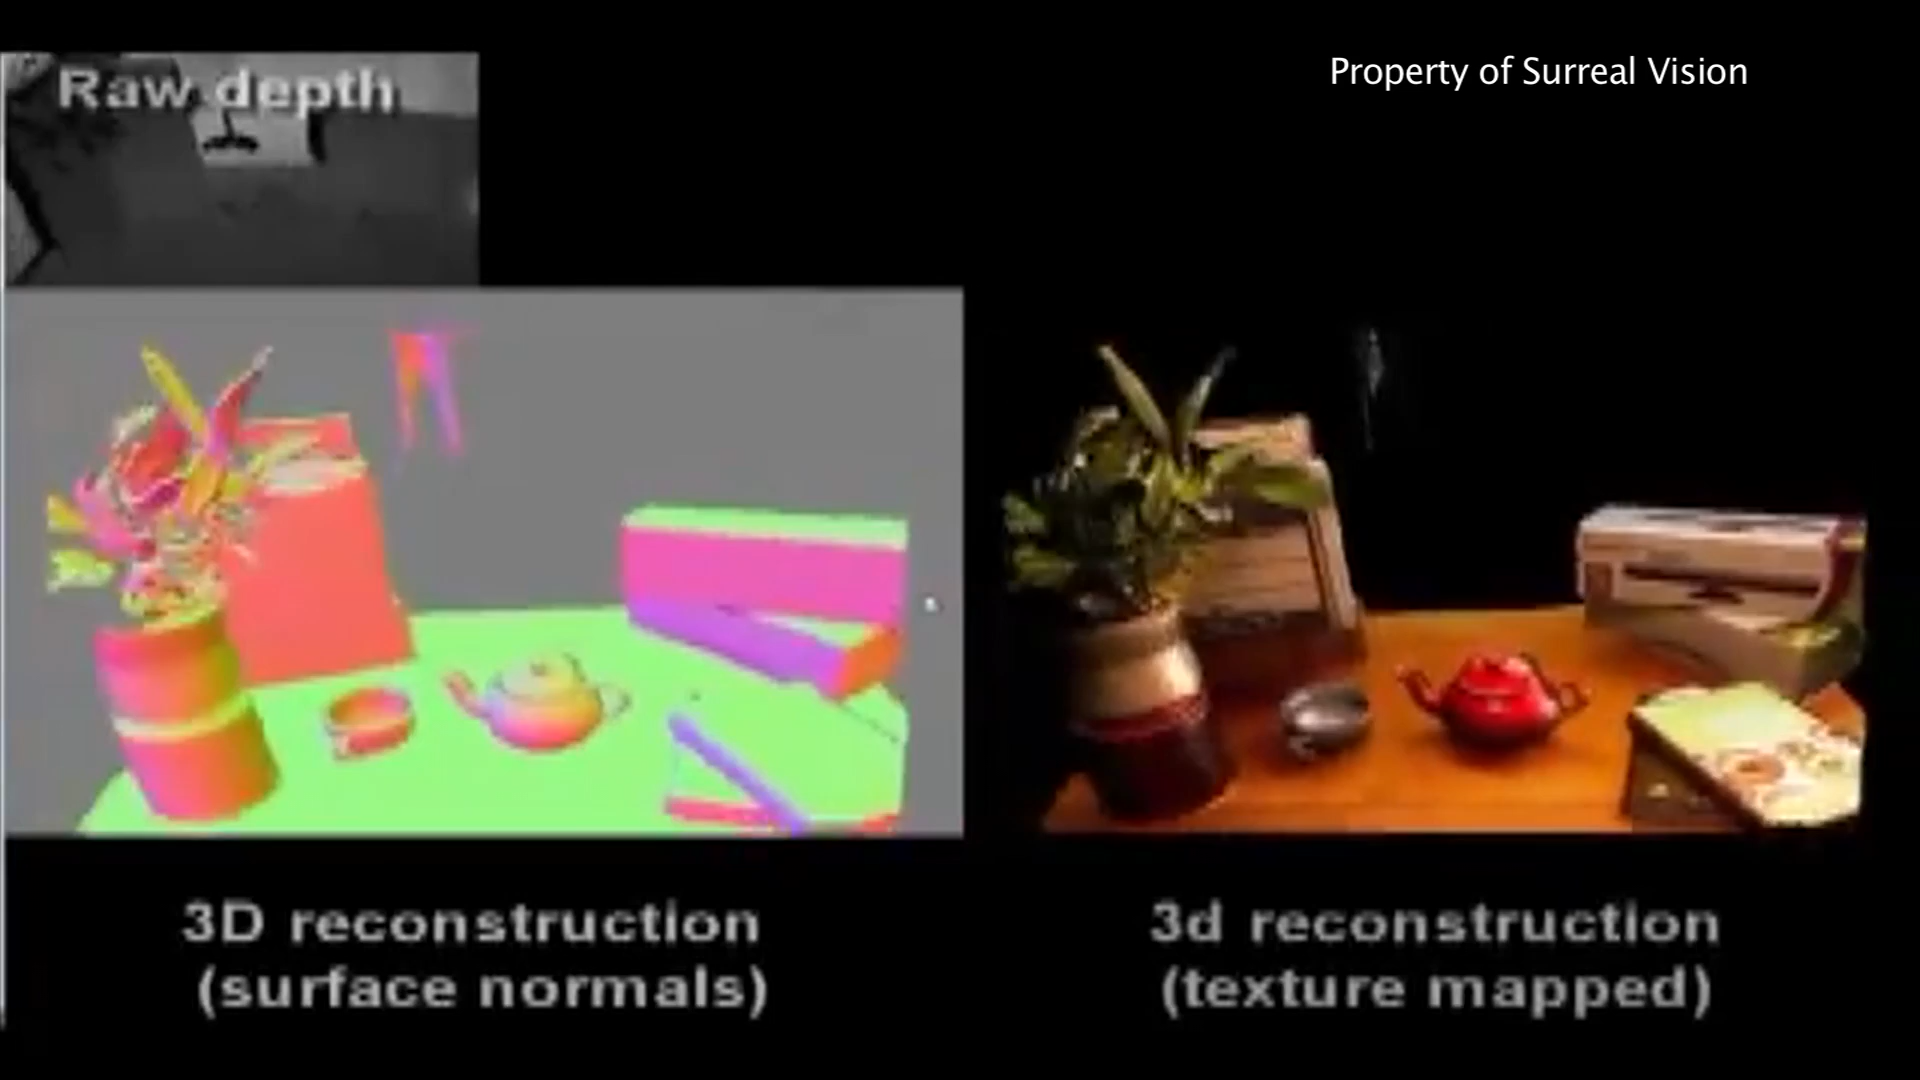 Raw depth
Property of Surreal Vision
3D reconstruction
(surface normals)
3d reconstruction
(texture mapped)